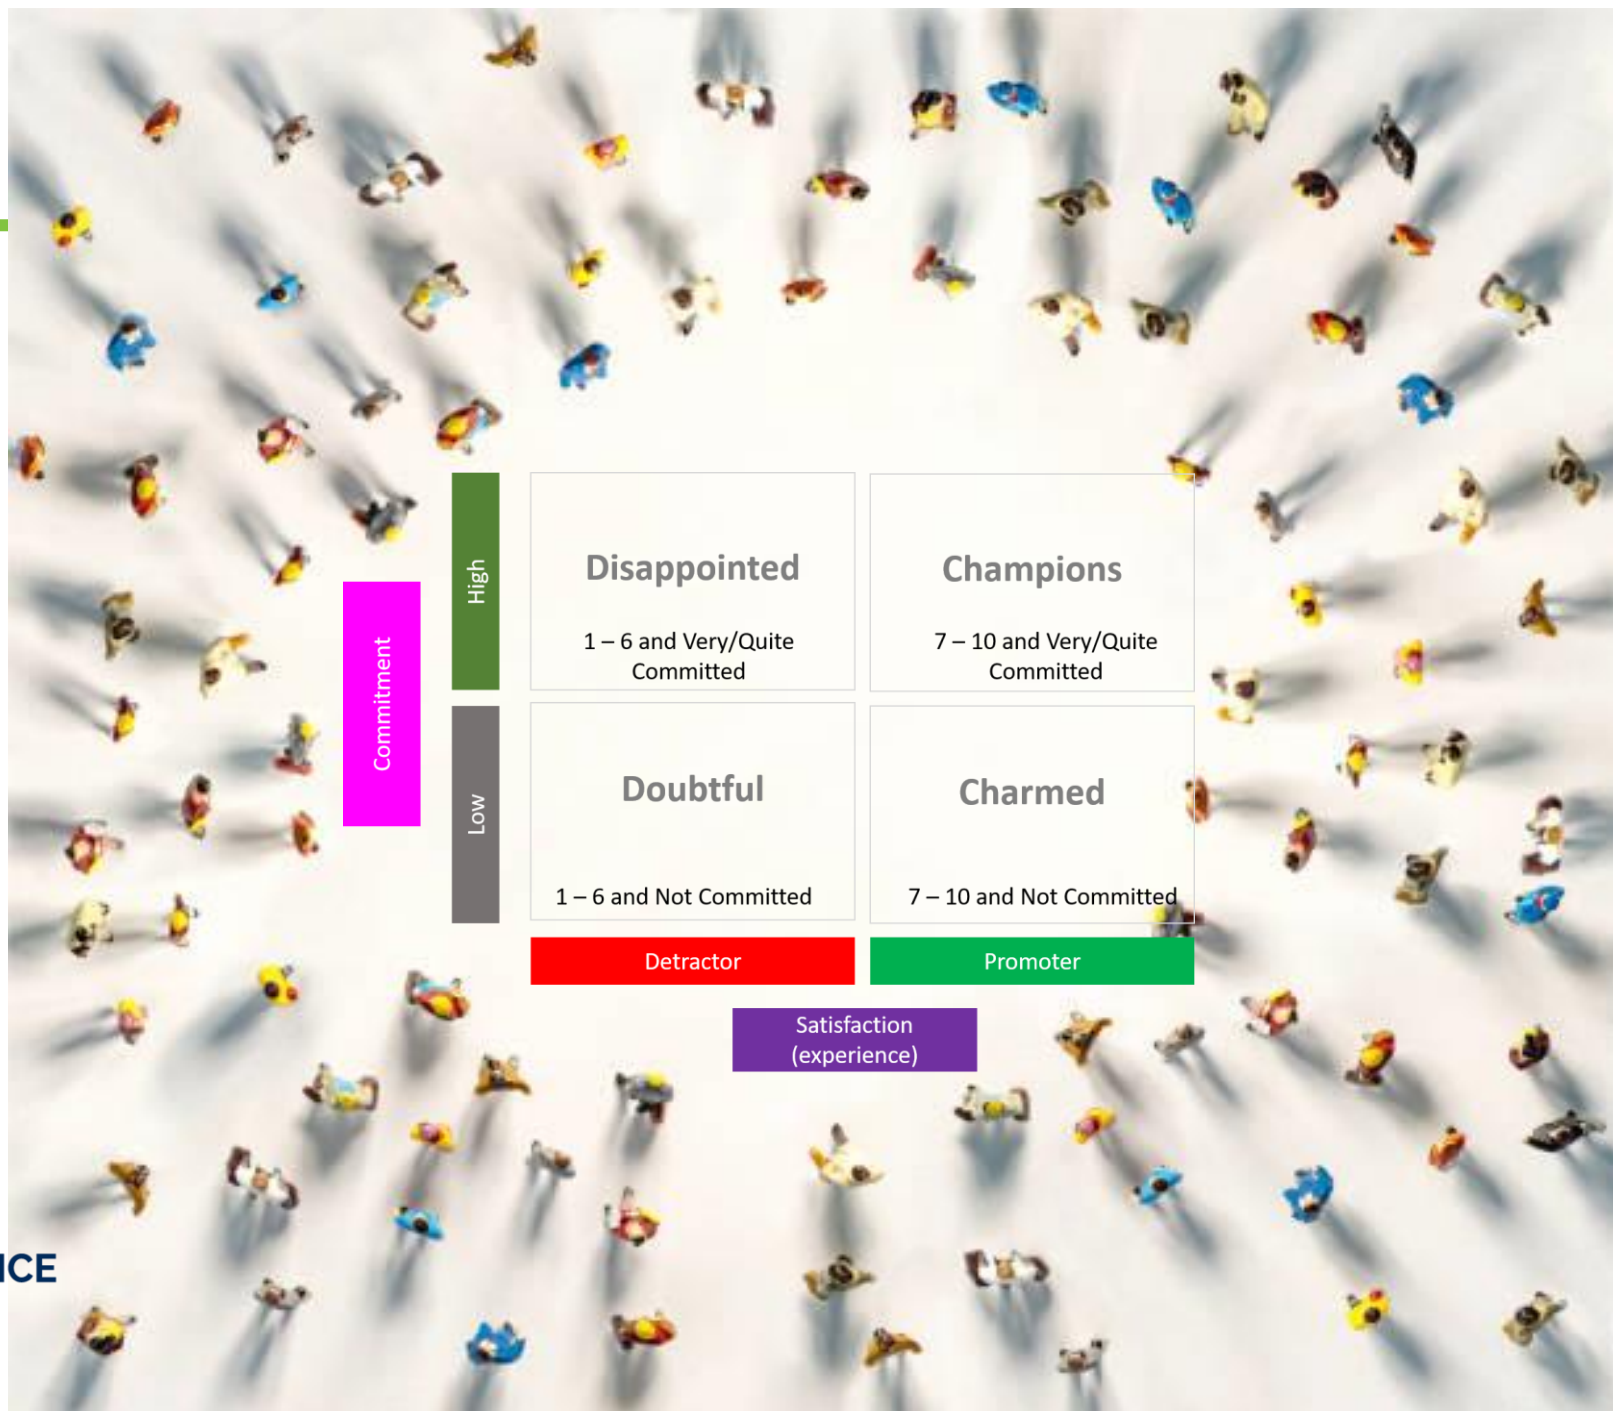 High
Disappointed
1 – 6 and Very/Quite
Committed
Champions
7 – 10 and Very/Quite
Committed
Commitment
Low
Doubtful
1 – 6 and Not Committed
Charmed
7 – 10 and Not Committed
Detractor
Promoter
Satisfaction
(experience)
ICE